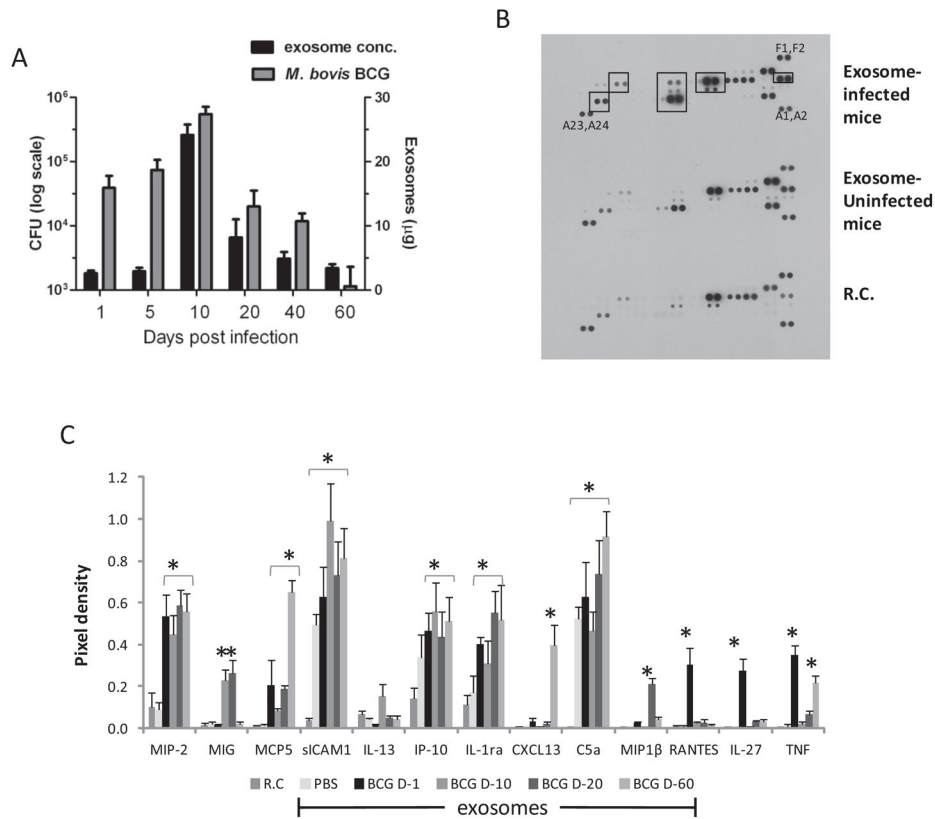 A
exosome conc.
M. bovis BCG
10⁶
10⁵
10⁴
10³
CFU (log scale)
30
20
10
0
Exosomes (µg)
1 5 10 20 40 60
Days post infection
B
F1,F2
A23,A24
A1,A2
Exosome-
infected
mice
Exosome-
Uninfected
mice
R.C.
C
1.2
1.0
0.8
0.6
0.4
0.2
0.0
Pixel density
* ** * * * * * * * * * * *
MIP-2 MIG MCP5 sICAM1 IL-13 IP-10 IL-1ra CXCL13 C5a MIP1β RANTES IL-27 TNF
R.C PBS BCG D-1 BCG D-10 BCG D-20 BCG D-60
exosomes